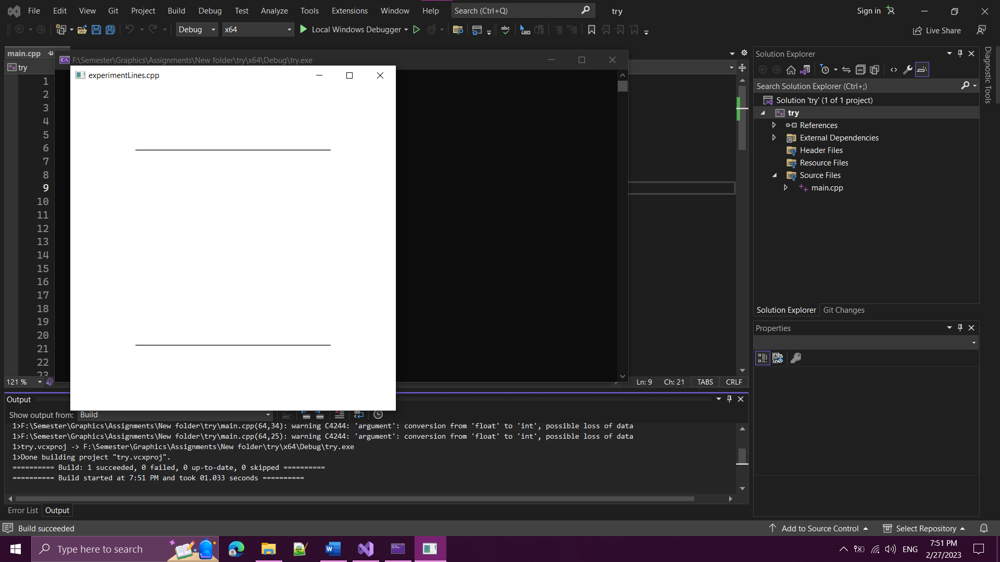 File Edit View Git Project Build Debug Test Analyze Tools Extensions Window Help Search (Ctrl+Q) try Sign in
Debug x64 Local Windows Debugger abc Live Share
main.cpp
F:\Semester\Graphics\Assignments\New folder\try\x64\Debug\try.exe
try
experimentLines.cpp
1
2
3
4
5
6
7
8
9
10
11
12
13
14
15
16
17
18
19
20
21
22
23
121 %
Ln: 9 Ch: 21 TABS CRLF
Output
Show output from: Build
1>F:\Semester\Graphics\Assignments\New folder\try\main.cpp(64,34): warning C4244: 'argument': conversion from 'float' to 'int', possible loss of data
1>F:\Semester\Graphics\Assignments\New folder\try\main.cpp(64,25): warning C4244: 'argument': conversion from 'float' to 'int', possible loss of data
1>try.vcxproj -> F:\Semester\Graphics\Assignments\New folder\try\x64\Debug\try.exe
1>Done building project "try.vcxproj".
========== Build: 1 succeeded, 0 failed, 0 up-to-date, 0 skipped ==========
========== Build started at 7:51 PM and took 01.033 seconds ==========
Error List Output
Solution Explorer
Search Solution Explorer (Ctrl+;)
Solution 'try' (1 of 1 project)
try
References
External Dependencies
Header Files
Resource Files
Source Files
main.cpp
Solution Explorer Git Changes
Properties
Diagnostic Tools
Build succeeded
Add to Source Control Select Repository
Type here to search
ENG
7:51 PM
2/27/2023